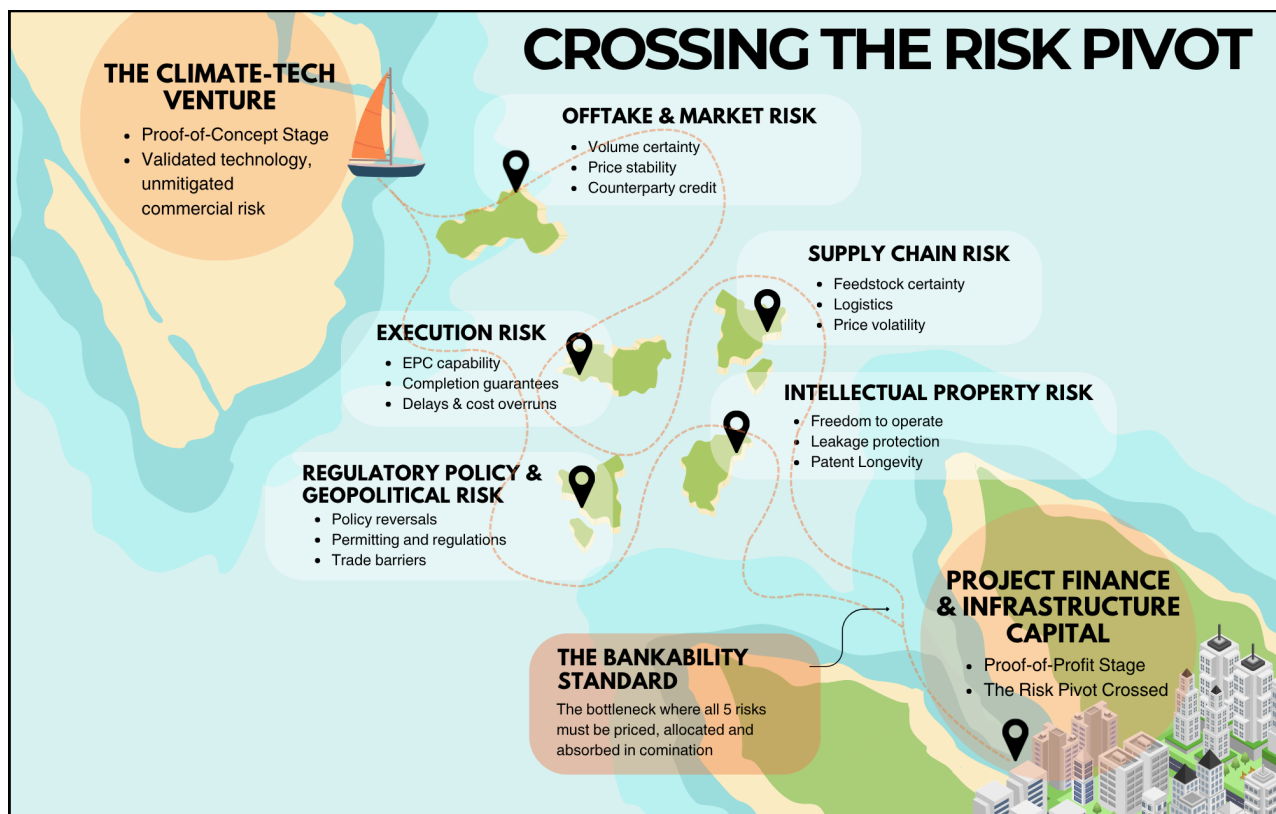 CROSSING THE RISK PIVOT
THE CLIMATE-TECH
VENTURE
• Proof-of-Concept Stage
• Validated technology,
unmitigated
commercial risk
OFFTAKE & MARKET RISK
• Volume certainty
• Price stability
• Counterparty credit
SUPPLY CHAIN RISK
• Feedstock certainty
• Logistics
• Price volatility
EXECUTION RISK
• EPC capability
• Completion guarantees
• Delays & cost overruns
INTELLECTUAL PROPERTY RISK
• Freedom to operate
• Leakage protection
• Patent Longevity
REGULATORY POLICY &
GEOPOLITICAL RISK
• Policy reversals
• Permitting and regulations
• Trade barriers
PROJECT FINANCE
& INFRASTRUCTURE
CAPITAL
• Proof-of-Profit Stage
• The Risk Pivot Crossed
THE BANKABILITY
STANDARD
The bottleneck where all 5 risks
must be priced, allocated and
absorbed in comination